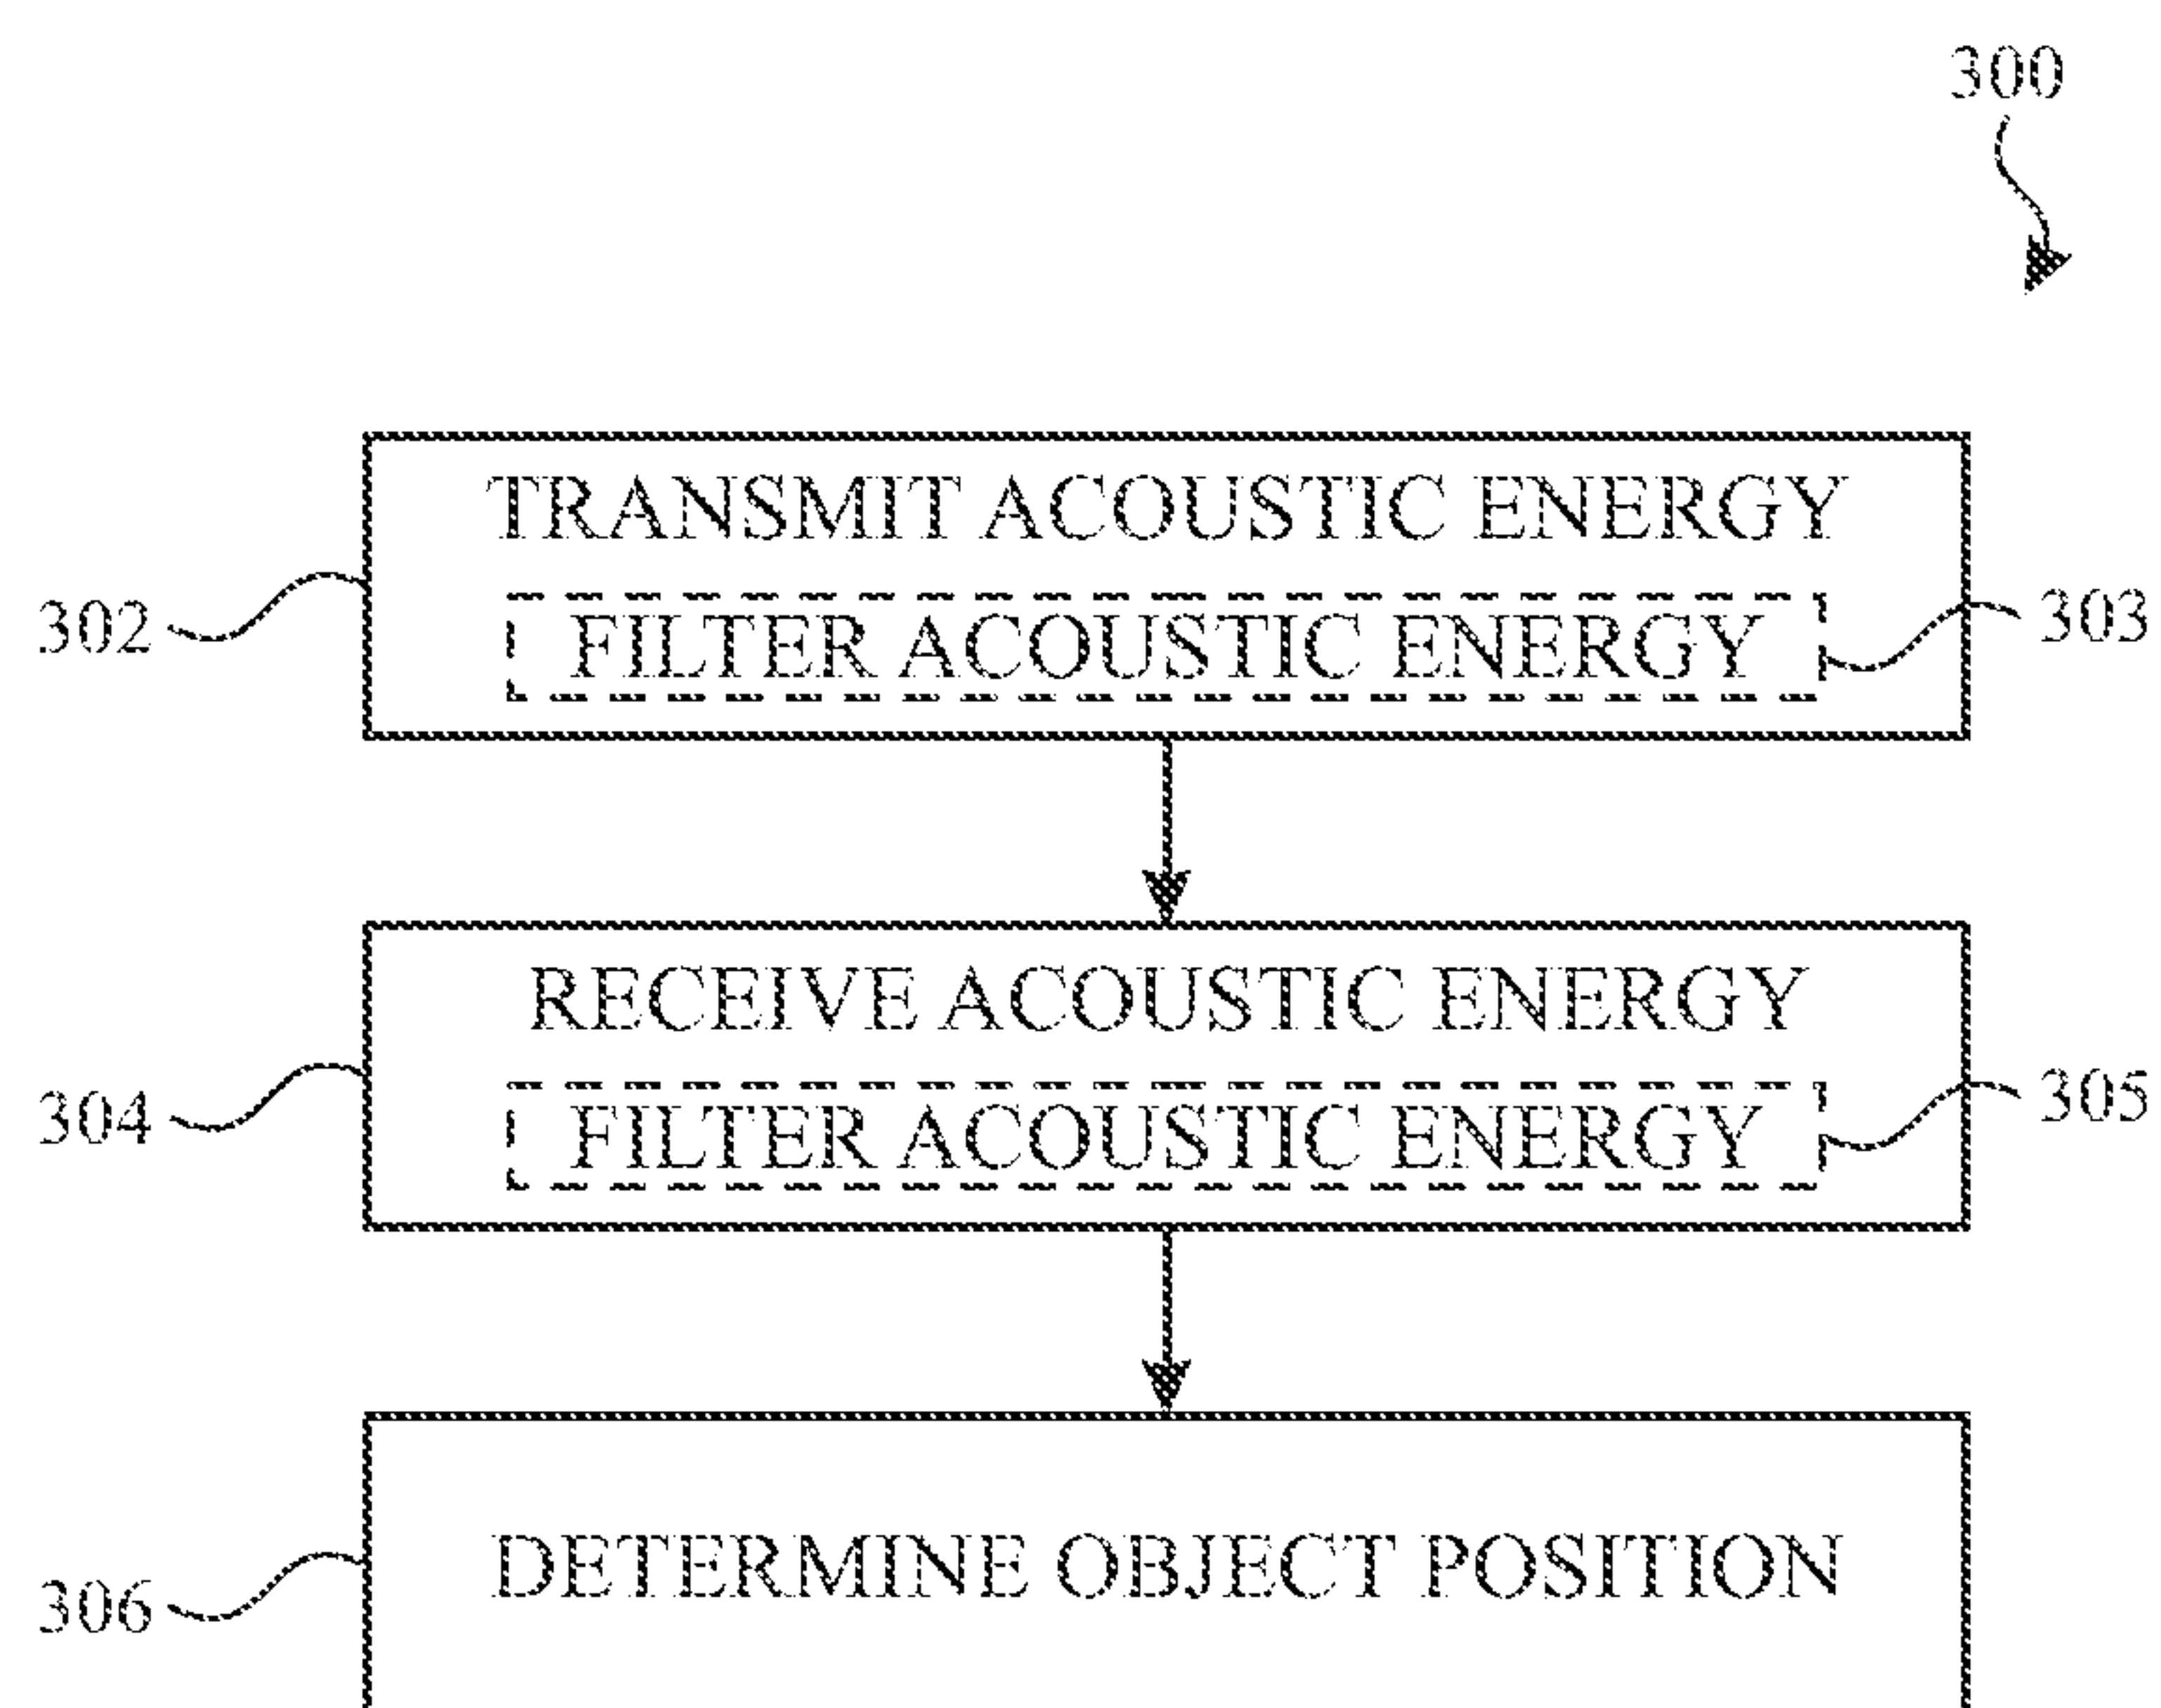 300
TRANSMIT ACOUSTIC ENERGY
302
FILTER ACOUSTIC ENERGY
303
RECEIVE ACOUSTIC ENERGY
304
FILTER ACOUSTIC ENERGY
305
DETERMINE OBJECT POSITION
306